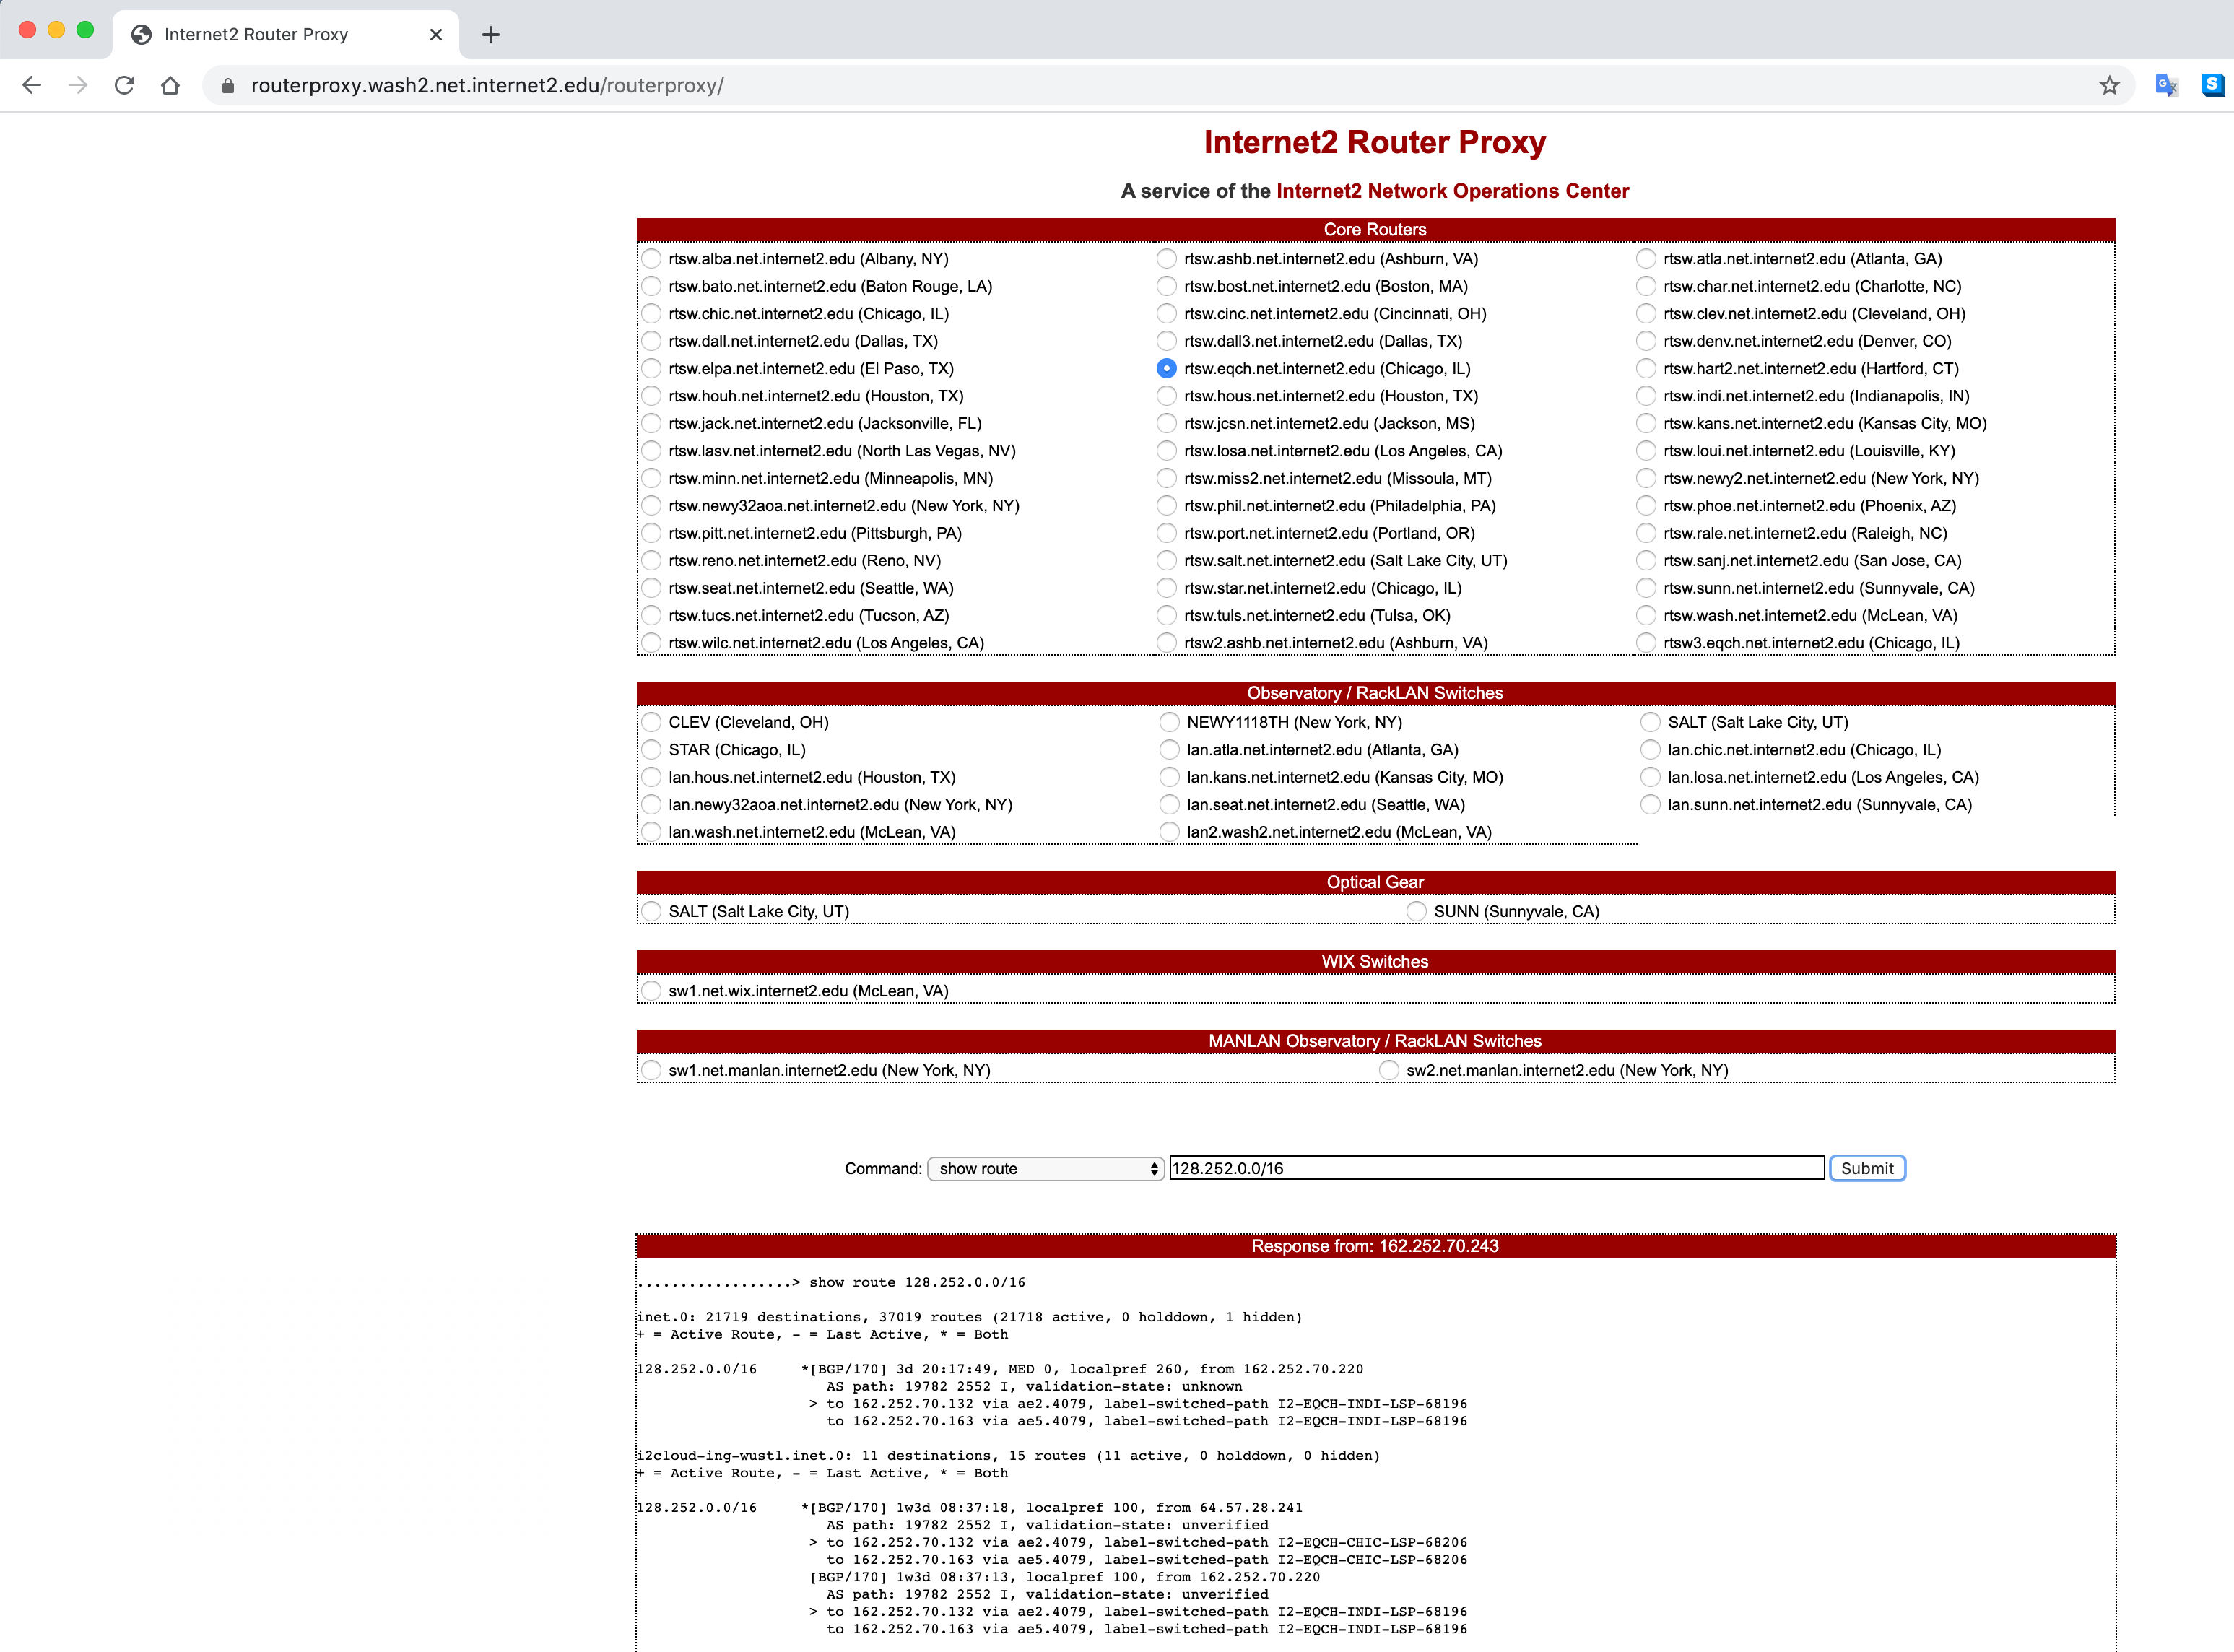 Internet2 Router Proxy
routerproxy.wash2.net.internet2.edu/routerproxy/
Internet2 Router Proxy
A service of the Internet2 Network Operations Center
Core Routers
rtsw.alba.net.internet2.edu (Albany, NY) rtsw.ashb.net.internet2.edu (Ashburn, VA) rtsw.atla.net.internet2.edu (Atlanta, GA)
rtsw.bato.net.internet2.edu (Baton Rouge, LA) rtsw.bost.net.internet2.edu (Boston, MA) rtsw.char.net.internet2.edu (Charlotte, NC)
rtsw.chic.net.internet2.edu (Chicago, IL) rtsw.cinc.net.internet2.edu (Cincinnati, OH) rtsw.clev.net.internet2.edu (Cleveland, OH)
rtsw.dall.net.internet2.edu (Dallas, TX) rtsw.dall3.net.internet2.edu (Dallas, TX) rtsw.denv.net.internet2.edu (Denver, CO)
rtsw.elpa.net.internet2.edu (El Paso, TX) rtsw.eqch.net.internet2.edu (Chicago, IL) rtsw.hart2.net.internet2.edu (Hartford, CT)
rtsw.houh.net.internet2.edu (Houston, TX) rtsw.hous.net.internet2.edu (Houston, TX) rtsw.indi.net.internet2.edu (Indianapolis, IN)
rtsw.jack.net.internet2.edu (Jacksonville, FL) rtsw.jcsn.net.internet2.edu (Jackson, MS) rtsw.kans.net.internet2.edu (Kansas City, MO)
rtsw.lasv.net.internet2.edu (North Las Vegas, NV) rtsw.losa.net.internet2.edu (Los Angeles, CA) rtsw.loui.net.internet2.edu (Louisville, KY)
rtsw.minn.net.internet2.edu (Minneapolis, MN) rtsw.miss2.net.internet2.edu (Missoula, MT) rtsw.newy2.net.internet2.edu (New York, NY)
rtsw.newy32aoa.net.internet2.edu (New York, NY) rtsw.phil.net.internet2.edu (Philadelphia, PA) rtsw.phoe.net.internet2.edu (Phoenix, AZ)
rtsw.pitt.net.internet2.edu (Pittsburgh, PA) rtsw.port.net.internet2.edu (Portland, OR) rtsw.rale.net.internet2.edu (Raleigh, NC)
rtsw.reno.net.internet2.edu (Reno, NV) rtsw.salt.net.internet2.edu (Salt Lake City, UT) rtsw.sanj.net.internet2.edu (San Jose, CA)
rtsw.seat.net.internet2.edu (Seattle, WA) rtsw.star.net.internet2.edu (Chicago, IL) rtsw.sunn.net.internet2.edu (Sunnyvale, CA)
rtsw.tucs.net.internet2.edu (Tucson, AZ) rtsw.tuls.net.internet2.edu (Tulsa, OK) rtsw.wash.net.internet2.edu (McLean, VA)
rtsw.wilc.net.internet2.edu (Los Angeles, CA) rtsw2.ashb.net.internet2.edu (Ashburn, VA) rtsw3.eqch.net.internet2.edu (Chicago, IL)
Observatory / RackLAN Switches
CLEV (Cleveland, OH) NEWY1118TH (New York, NY) SALT (Salt Lake City, UT)
STAR (Chicago, IL) lan.atla.net.internet2.edu (Atlanta, GA) lan.chic.net.internet2.edu (Chicago, IL)
lan.hous.net.internet2.edu (Houston, TX) lan.kans.net.internet2.edu (Kansas City, MO) lan.losa.net.internet2.edu (Los Angeles, CA)
lan.newy32aoa.net.internet2.edu (New York, NY) lan.seat.net.internet2.edu (Seattle, WA) lan.sunn.net.internet2.edu (Sunnyvale, CA)
lan.wash.net.internet2.edu (McLean, VA) lan2.wash2.net.internet2.edu (McLean, VA)
Optical Gear
SALT (Salt Lake City, UT) SUNN (Sunnyvale, CA)
WIX Switches
sw1.net.wix.internet2.edu (McLean, VA)
MANLAN Observatory / RackLAN Switches
sw1.net.manlan.internet2.edu (New York, NY) sw2.net.manlan.internet2.edu (New York, NY)
Command: show route 128.252.0.0/16 Submit
Response from: 162.252.70.243
..................> show route 128.252.0.0/16
inet.0: 21719 destinations, 37019 routes (21718 active, 0 holddown, 1 hidden)
+ = Active Route, - = Last Active, * = Both
128.252.0.0/16 *[BGP/170] 3d 20:17:49, MED 0, localpref 260, from 162.252.70.220
AS path: 19782 2552 I, validation-state: unknown
> to 162.252.70.132 via ae2.4079, label-switched-path I2-EQCH-INDI-LSP-68196
to 162.252.70.163 via ae5.4079, label-switched-path I2-EQCH-INDI-LSP-68196
i2cloud-ing-wustl.inet.0: 11 destinations, 15 routes (11 active, 0 holddown, 0 hidden)
+ = Active Route, - = Last Active, * = Both
128.252.0.0/16 *[BGP/170] 1w3d 08:37:18, localpref 100, from 64.57.28.241
AS path: 19782 2552 I, validation-state: unverified
> to 162.252.70.132 via ae2.4079, label-switched-path I2-EQCH-CHIC-LSP-68206
to 162.252.70.163 via ae5.4079, label-switched-path I2-EQCH-CHIC-LSP-68206
[BGP/170] 1w3d 08:37:13, localpref 100, from 162.252.70.220
AS path: 19782 2552 I, validation-state: unverified
> to 162.252.70.132 via ae2.4079, label-switched-path I2-EQCH-INDI-LSP-68196
to 162.252.70.163 via ae5.4079, label-switched-path I2-EQCH-INDI-LSP-68196